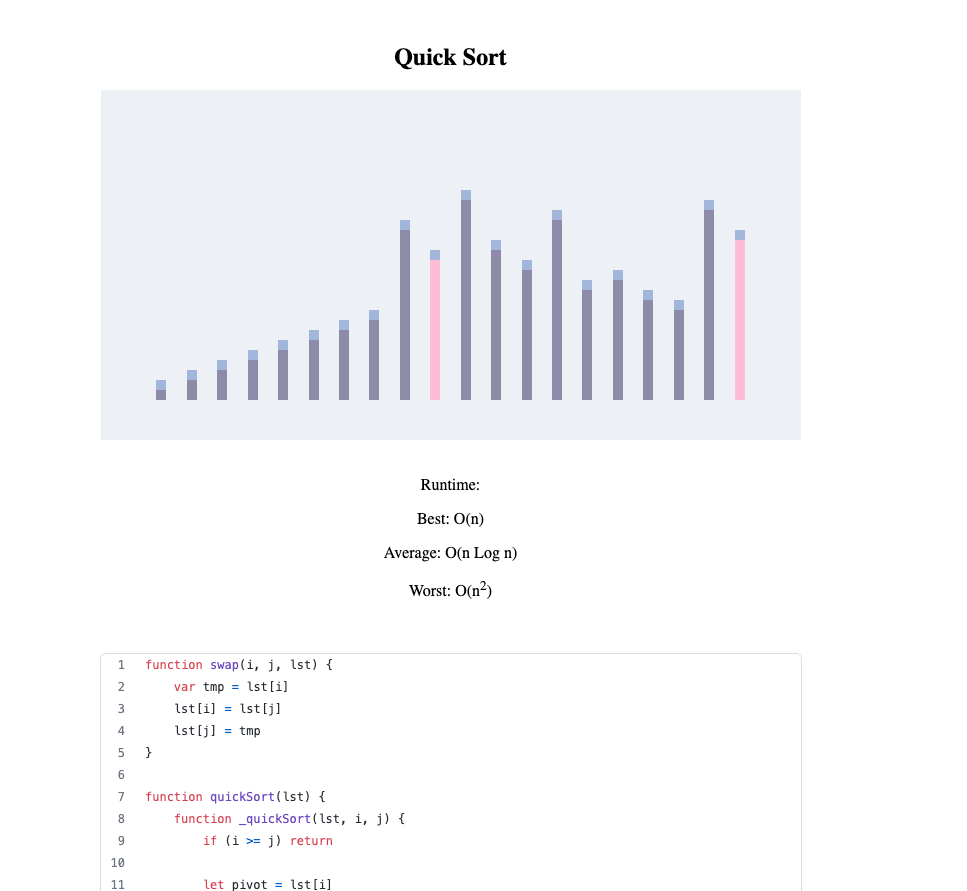 Quick Sort
Runtime:
Best: O(n)
Average: O(n Log n)
Worst: O(n²)
1 function swap(i, j, lst) {
2     var tmp = lst[i]
3     lst[i] = lst[j]
4     lst[j] = tmp
5 }
6
7 function quickSort(lst) {
8     function _quickSort(lst, i, j) {
9         if (i >= j) return
10
11         let pivot = lst[i]